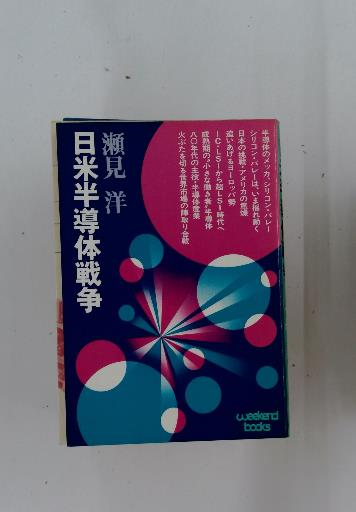 半導体のメッカ、シリコン・バレー
シリコン・バレーは、いま揺れ動く
日本の挑戦・アメリカの焦燥
追いあげるヨーロッパ勢
IC・LSIから超LSI時代へ
成熟期の“小さな働き者”半導体
八〇年代の主役・半導体産業
火ぶたを切る世界市場の陣取り合戦
瀬見 洋
日米半導体戦争
weekend
books